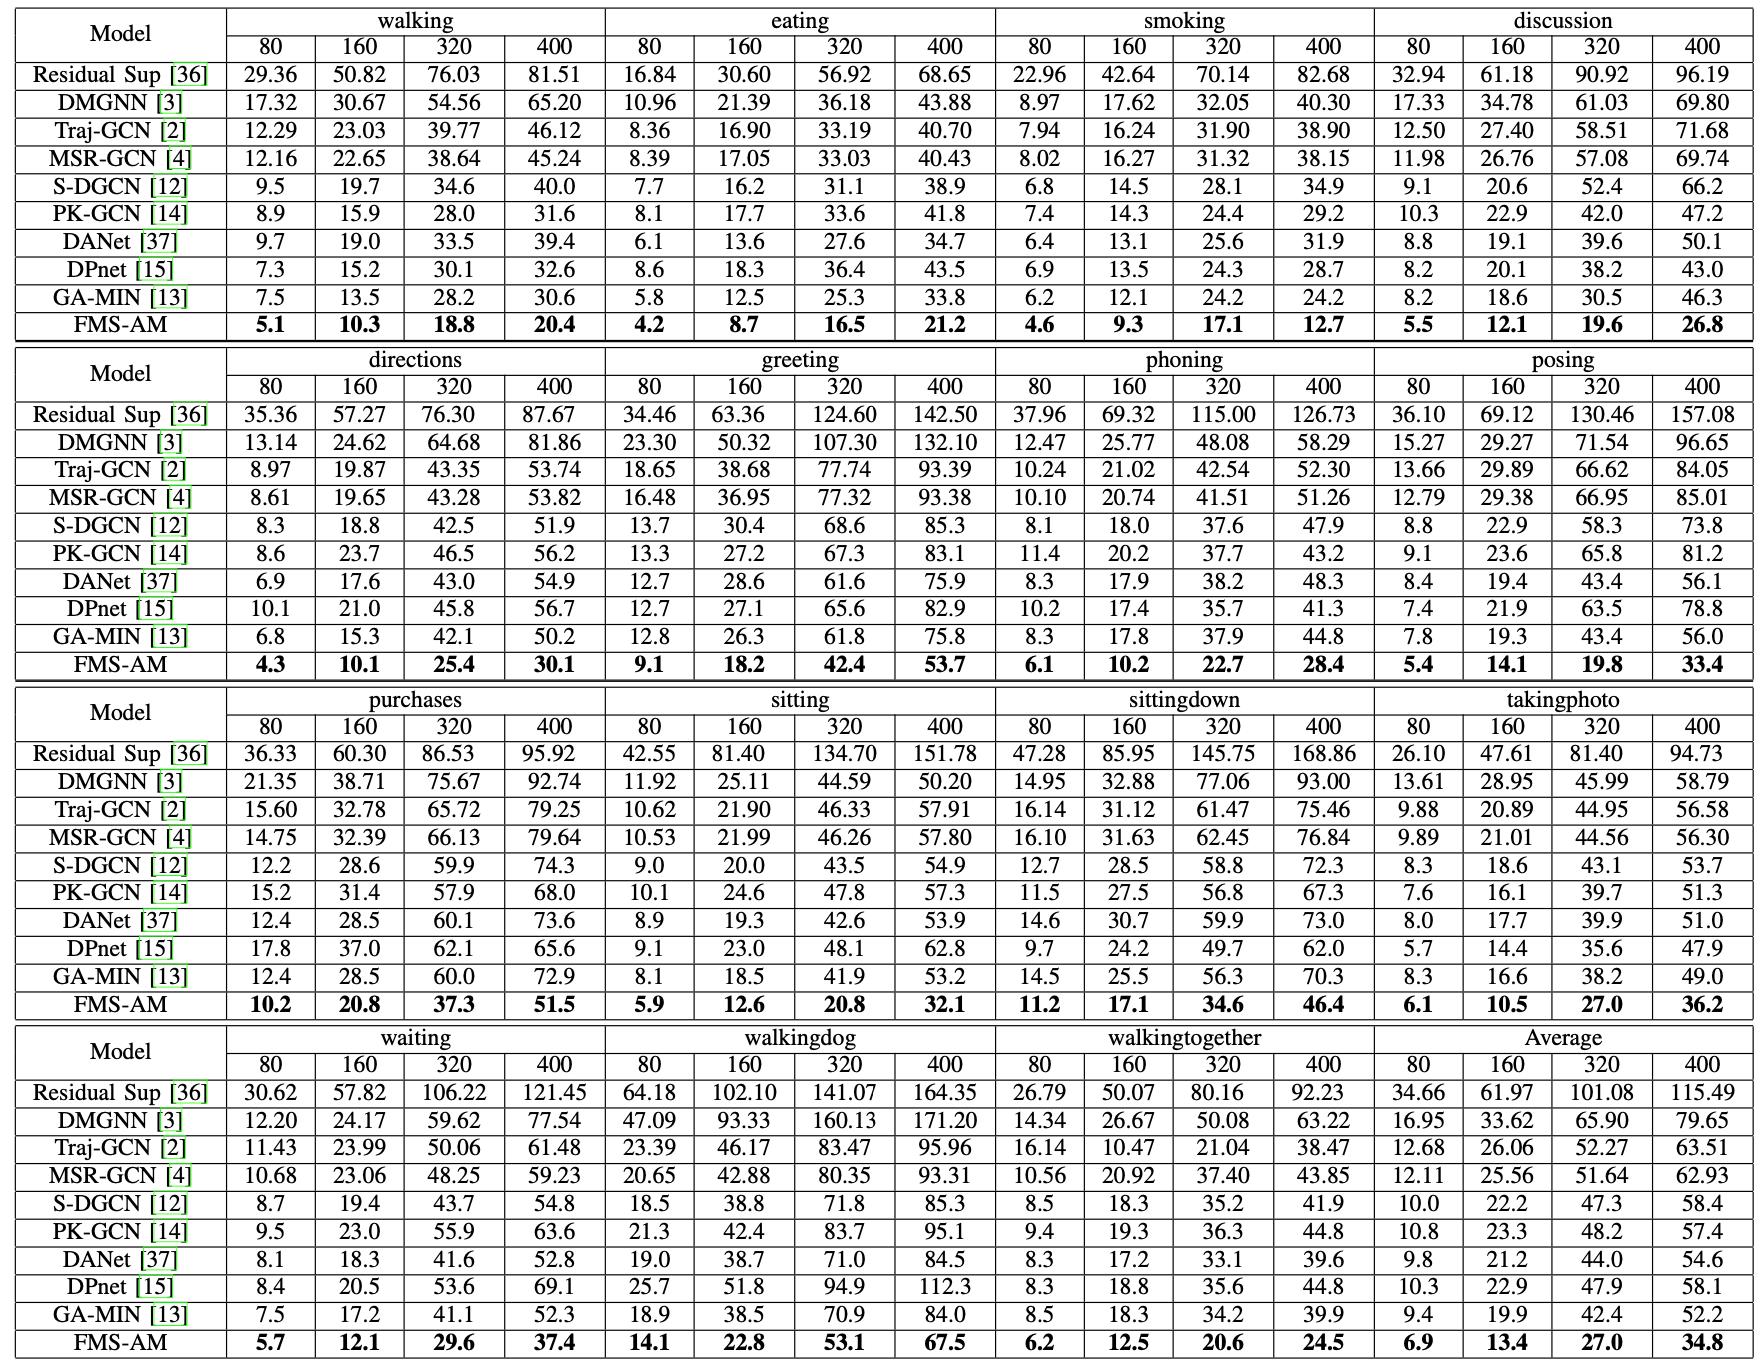 Model walking eating smoking discussion
80 160 320 400 80 160 320 400 80 160 320 400 80 160 320 400
Residual Sup [36] 29.36 50.82 76.03 81.51 16.84 30.60 56.92 68.65 22.96 42.64 70.14 82.68 32.94 61.18 90.92 96.19
DMGNN [3] 17.32 30.67 54.56 65.20 10.96 21.39 36.18 43.88 8.97 17.62 32.05 40.30 17.33 34.78 61.03 69.80
Traj-GCN [2] 12.29 23.03 39.77 46.12 8.36 16.90 33.19 40.70 7.94 16.24 31.90 38.90 12.50 27.40 58.51 71.68
MSR-GCN [4] 12.16 22.65 38.64 45.24 8.39 17.05 33.03 40.43 8.02 16.27 31.32 38.15 11.98 26.76 57.08 69.74
S-DGCN [12] 9.5 19.7 34.6 40.0 7.7 16.2 31.1 38.9 6.8 14.5 28.1 34.9 9.1 20.6 52.4 66.2
PK-GCN [14] 8.9 15.9 28.0 31.6 8.1 17.7 33.6 41.8 7.4 14.3 24.4 29.2 10.3 22.9 42.0 47.2
DANet [37] 9.7 19.0 33.5 39.4 6.1 13.6 27.6 34.7 6.4 13.1 25.6 31.9 8.8 19.1 39.6 50.1
DPnet [15] 7.3 15.2 30.1 32.6 8.6 18.3 36.4 43.5 6.9 13.5 24.3 28.7 8.2 20.1 38.2 43.0
GA-MIN [13] 7.5 13.5 28.2 30.6 5.8 12.5 25.3 33.8 6.2 12.1 24.2 24.2 8.2 18.6 30.5 46.3
FMS-AM 5.1 10.3 18.8 20.4 4.2 8.7 16.5 21.2 4.6 9.3 17.1 12.7 5.5 12.1 19.6 26.8
Model directions greeting phoning posing
80 160 320 400 80 160 320 400 80 160 320 400 80 160 320 400
Residual Sup [36] 35.36 57.27 76.30 87.67 34.46 63.36 124.60 142.50 37.96 69.32 115.00 126.73 36.10 69.12 130.46 157.08
DMGNN [3] 13.14 24.62 64.68 81.86 23.30 50.32 107.30 132.10 12.47 25.77 48.08 58.29 15.27 29.27 71.54 96.65
Traj-GCN [2] 8.97 19.87 43.35 53.74 18.65 38.68 77.74 93.39 10.24 21.02 42.54 52.30 13.66 29.89 66.62 84.05
MSR-GCN [4] 8.61 19.65 43.28 53.82 16.48 36.95 77.32 93.38 10.10 20.74 41.51 51.26 12.79 29.38 66.95 85.01
S-DGCN [12] 8.3 18.8 42.5 51.9 13.7 30.4 68.6 85.3 8.1 18.0 37.6 47.9 8.8 22.9 58.3 73.8
PK-GCN [14] 8.6 23.7 46.5 56.2 13.3 27.2 67.3 83.1 11.4 20.2 37.7 43.2 9.1 23.6 65.8 81.2
DANet [37] 6.9 17.6 43.0 54.9 12.7 28.6 61.6 75.9 8.3 17.9 38.2 48.3 8.4 19.4 43.4 56.1
DPnet [15] 10.1 21.0 45.8 56.7 12.7 27.1 65.6 82.9 10.2 17.4 35.7 41.3 7.4 21.9 63.5 78.8
GA-MIN [13] 6.8 15.3 42.1 50.2 12.8 26.3 61.8 75.8 8.3 17.8 37.9 44.8 7.8 19.3 43.4 56.0
FMS-AM 4.3 10.1 25.4 30.1 9.1 18.2 42.4 53.7 6.1 10.2 22.7 28.4 5.4 14.1 19.8 33.4
Model purchases sitting sittingdown takingphoto
80 160 320 400 80 160 320 400 80 160 320 400 80 160 320 400
Residual Sup [36] 36.33 60.30 86.53 95.92 42.55 81.40 134.70 151.78 47.28 85.95 145.75 168.86 26.10 47.61 81.40 94.73
DMGNN [3] 21.35 38.71 75.67 92.74 11.92 25.11 44.59 50.20 14.95 32.88 77.06 93.00 13.61 28.95 45.99 58.79
Traj-GCN [2] 15.60 32.78 65.72 79.25 10.62 21.90 46.33 57.91 16.14 31.12 61.47 75.46 9.88 20.89 44.95 56.58
MSR-GCN [4] 14.75 32.39 66.13 79.64 10.53 21.99 46.26 57.80 16.10 31.63 62.45 76.84 9.89 21.01 44.56 56.30
S-DGCN [12] 12.2 28.6 59.9 74.3 9.0 20.0 43.5 54.9 12.7 28.5 58.8 72.3 8.3 18.6 43.1 53.7
PK-GCN [14] 15.2 31.4 57.9 68.0 10.1 24.6 47.8 57.3 11.5 27.5 56.8 67.3 7.6 16.1 39.7 51.3
DANet [37] 12.4 28.5 60.1 73.6 8.9 19.3 42.6 53.9 14.6 30.7 59.9 73.0 8.0 17.7 39.9 51.0
DPnet [15] 17.8 37.0 62.1 65.6 9.1 23.0 48.1 62.8 9.7 24.2 49.7 62.0 5.7 14.4 35.6 47.9
GA-MIN [13] 12.4 28.5 60.0 72.9 8.1 18.5 41.9 53.2 14.5 25.5 56.3 70.3 8.3 16.6 38.2 49.0
FMS-AM 10.2 20.8 37.3 51.5 5.9 12.6 20.8 32.1 11.2 17.1 34.6 46.4 6.1 10.5 27.0 36.2
Model waiting walkingdog walkingtogether Average
80 160 320 400 80 160 320 400 80 160 320 400 80 160 320 400
Residual Sup [36] 30.62 57.82 106.22 121.45 64.18 102.10 141.07 164.35 26.79 50.07 80.16 92.23 34.66 61.97 101.08 115.49
DMGNN [3] 12.20 24.17 59.62 77.54 47.09 93.33 160.13 171.20 14.34 26.67 50.08 63.22 16.95 33.62 65.90 79.65
Traj-GCN [2] 11.43 23.99 50.06 61.48 23.39 46.17 83.47 95.96 16.14 10.47 21.04 38.47 12.68 26.06 52.27 63.51
MSR-GCN [4] 10.68 23.06 48.25 59.23 20.65 42.88 80.35 93.31 10.56 20.92 37.40 43.85 12.11 25.56 51.64 62.93
S-DGCN [12] 8.7 19.4 43.7 54.8 18.5 38.8 71.8 85.3 8.5 18.3 35.2 41.9 10.0 22.2 47.3 58.4
PK-GCN [14] 9.5 23.0 55.9 63.6 21.3 42.4 83.7 95.1 9.4 19.3 36.3 44.8 10.8 23.3 48.2 57.4
DANet [37] 8.1 18.3 41.6 52.8 19.0 38.7 71.0 84.5 8.3 17.2 33.1 39.6 9.8 21.2 44.0 54.6
DPnet [15] 8.4 20.5 53.6 69.1 25.7 51.8 94.9 112.3 8.3 18.8 35.6 44.8 10.3 22.9 47.9 58.1
GA-MIN [13] 7.5 17.2 41.1 52.3 18.9 38.5 70.9 84.0 8.5 18.3 34.2 39.9 9.4 19.9 42.4 52.2
FMS-AM 5.7 12.1 29.6 37.4 14.1 22.8 53.1 67.5 6.2 12.5 20.6 24.5 6.9 13.4 27.0 34.8